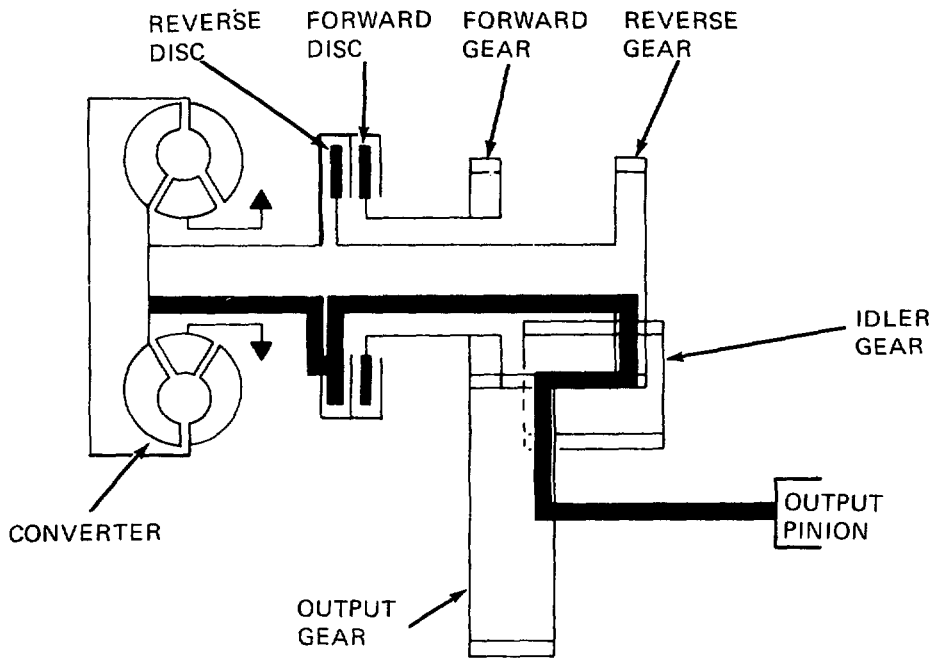 REVERSE
DISC
FORWARD
DISC
FORWARD
GEAR
REVERSE
GEAR
IDLER
GEAR
CONVERTER
OUTPUT
PINION
OUTPUT
GEAR